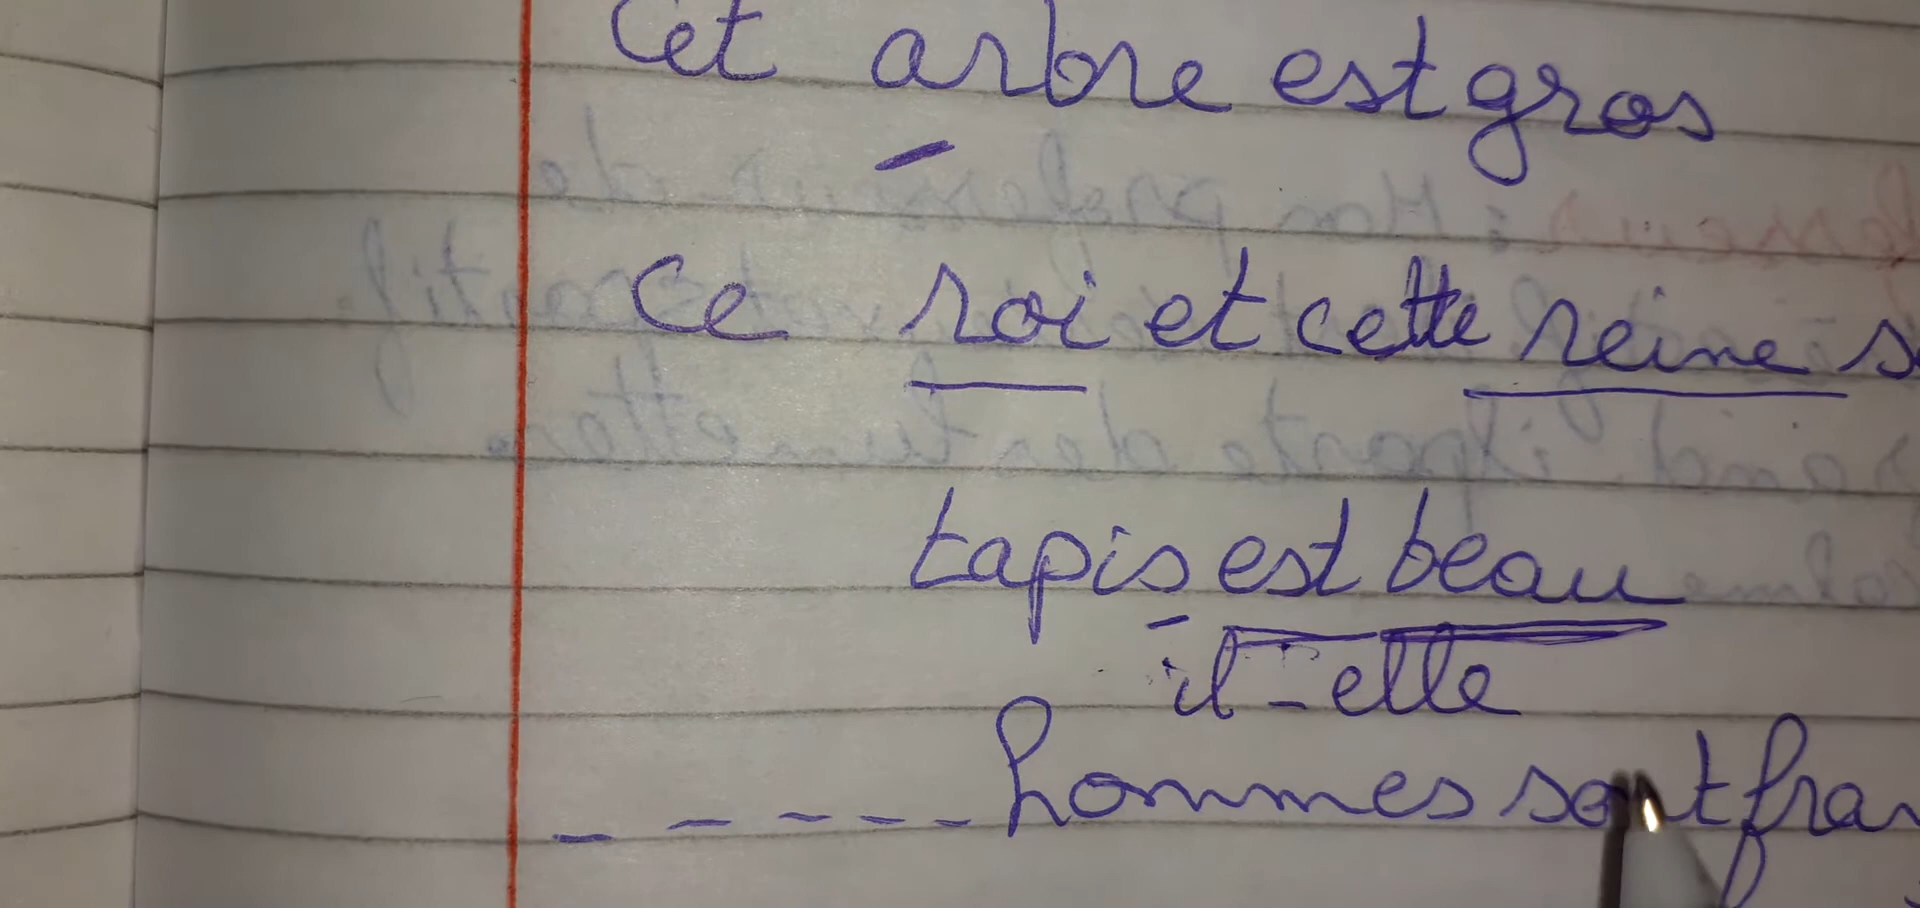 Cet arbre est gros
Ce roi et cette reine
tapis est beau
il-elle
- - - - - - hommes sont